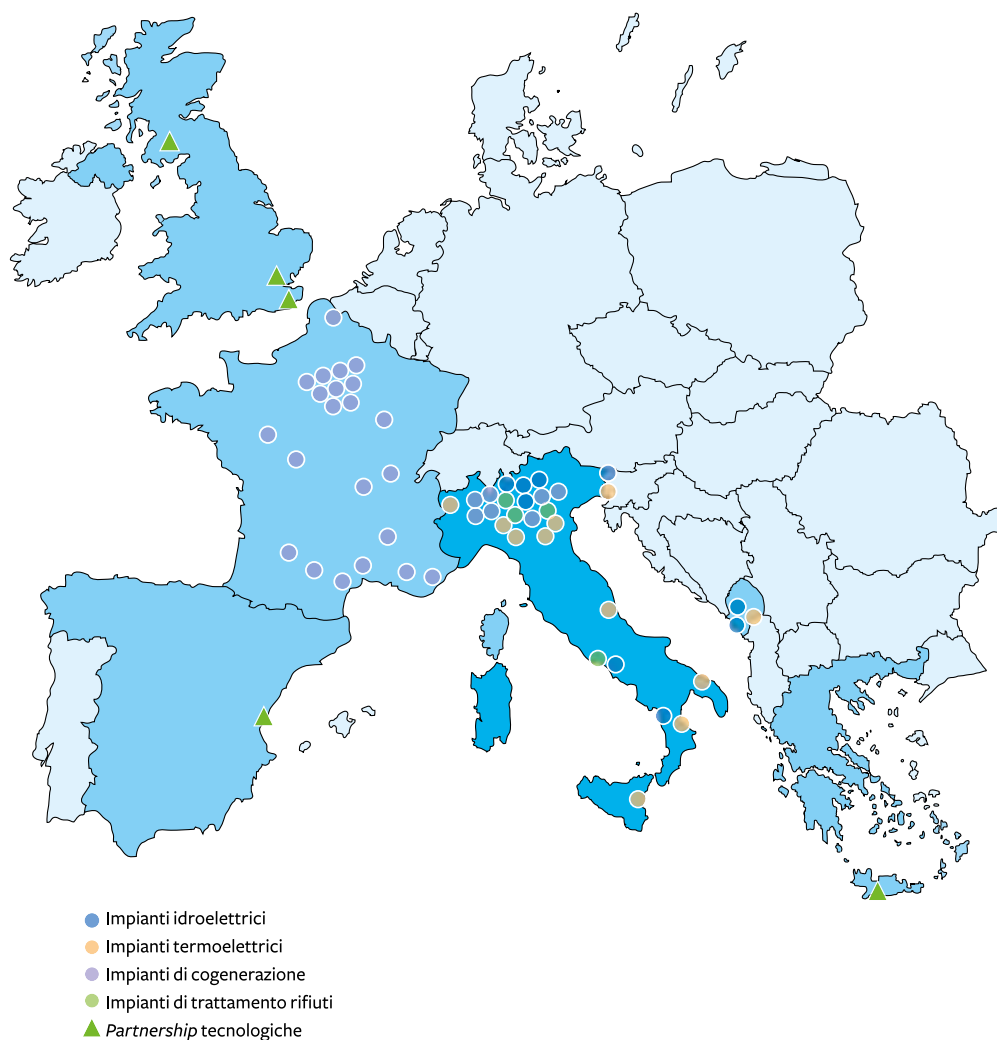 Impianti idroelettrici
Impianti termoelettrici
Impianti di cogenerazione
Impianti di trattamento rifiuti
Partnership tecnologiche